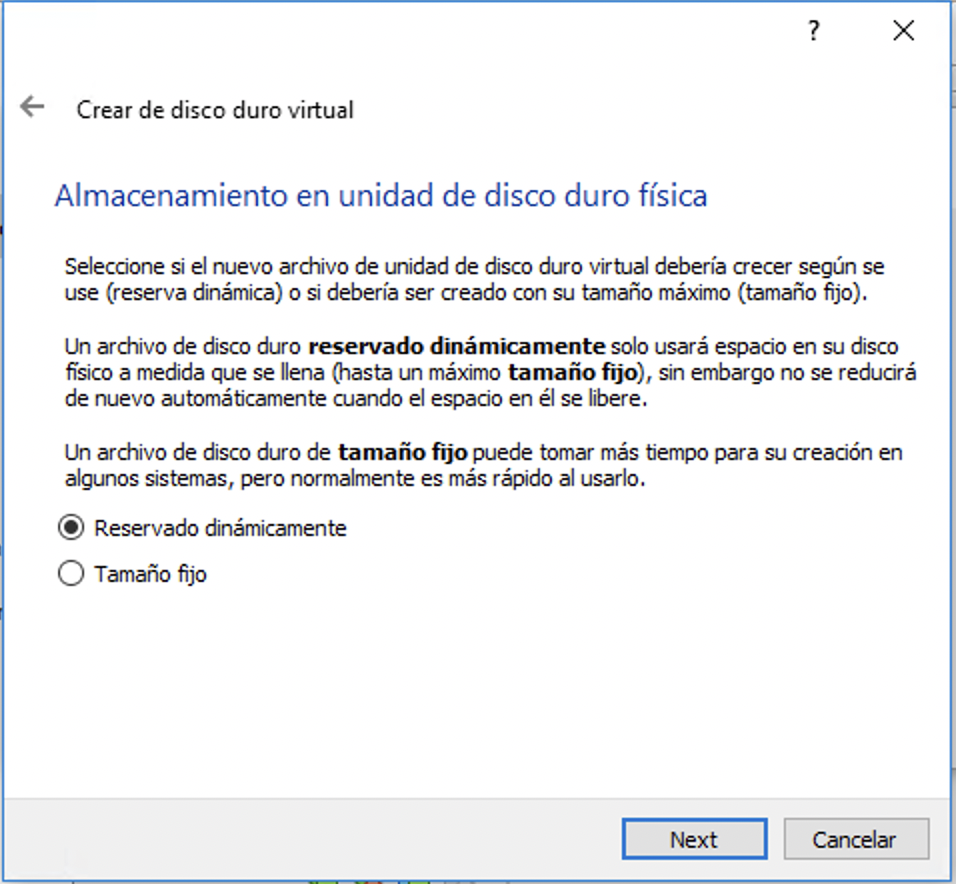 ?
Crear de disco duro virtual
Almacenamiento en unidad de disco duro física
Seleccione si el nuevo archivo de unidad de disco duro virtual debería crecer según se
use (reserva dinámica) o si debería ser creado con su tamaño máximo (tamaño fijo).
Un archivo de disco duro reservado dinámicamente solo usará espacio en su disco
físico a medida que se llena (hasta un máximo tamaño fijo), sin embargo no se reducirá
de nuevo automáticamente cuando el espacio en él se libere.
Un archivo de disco duro de tamaño fijo puede tomar más tiempo para su creación en
algunos sistemas, pero normalmente es más rápido al usarlo.
Reservado dinámicamente
Tamaño fijo
Next Cancelar